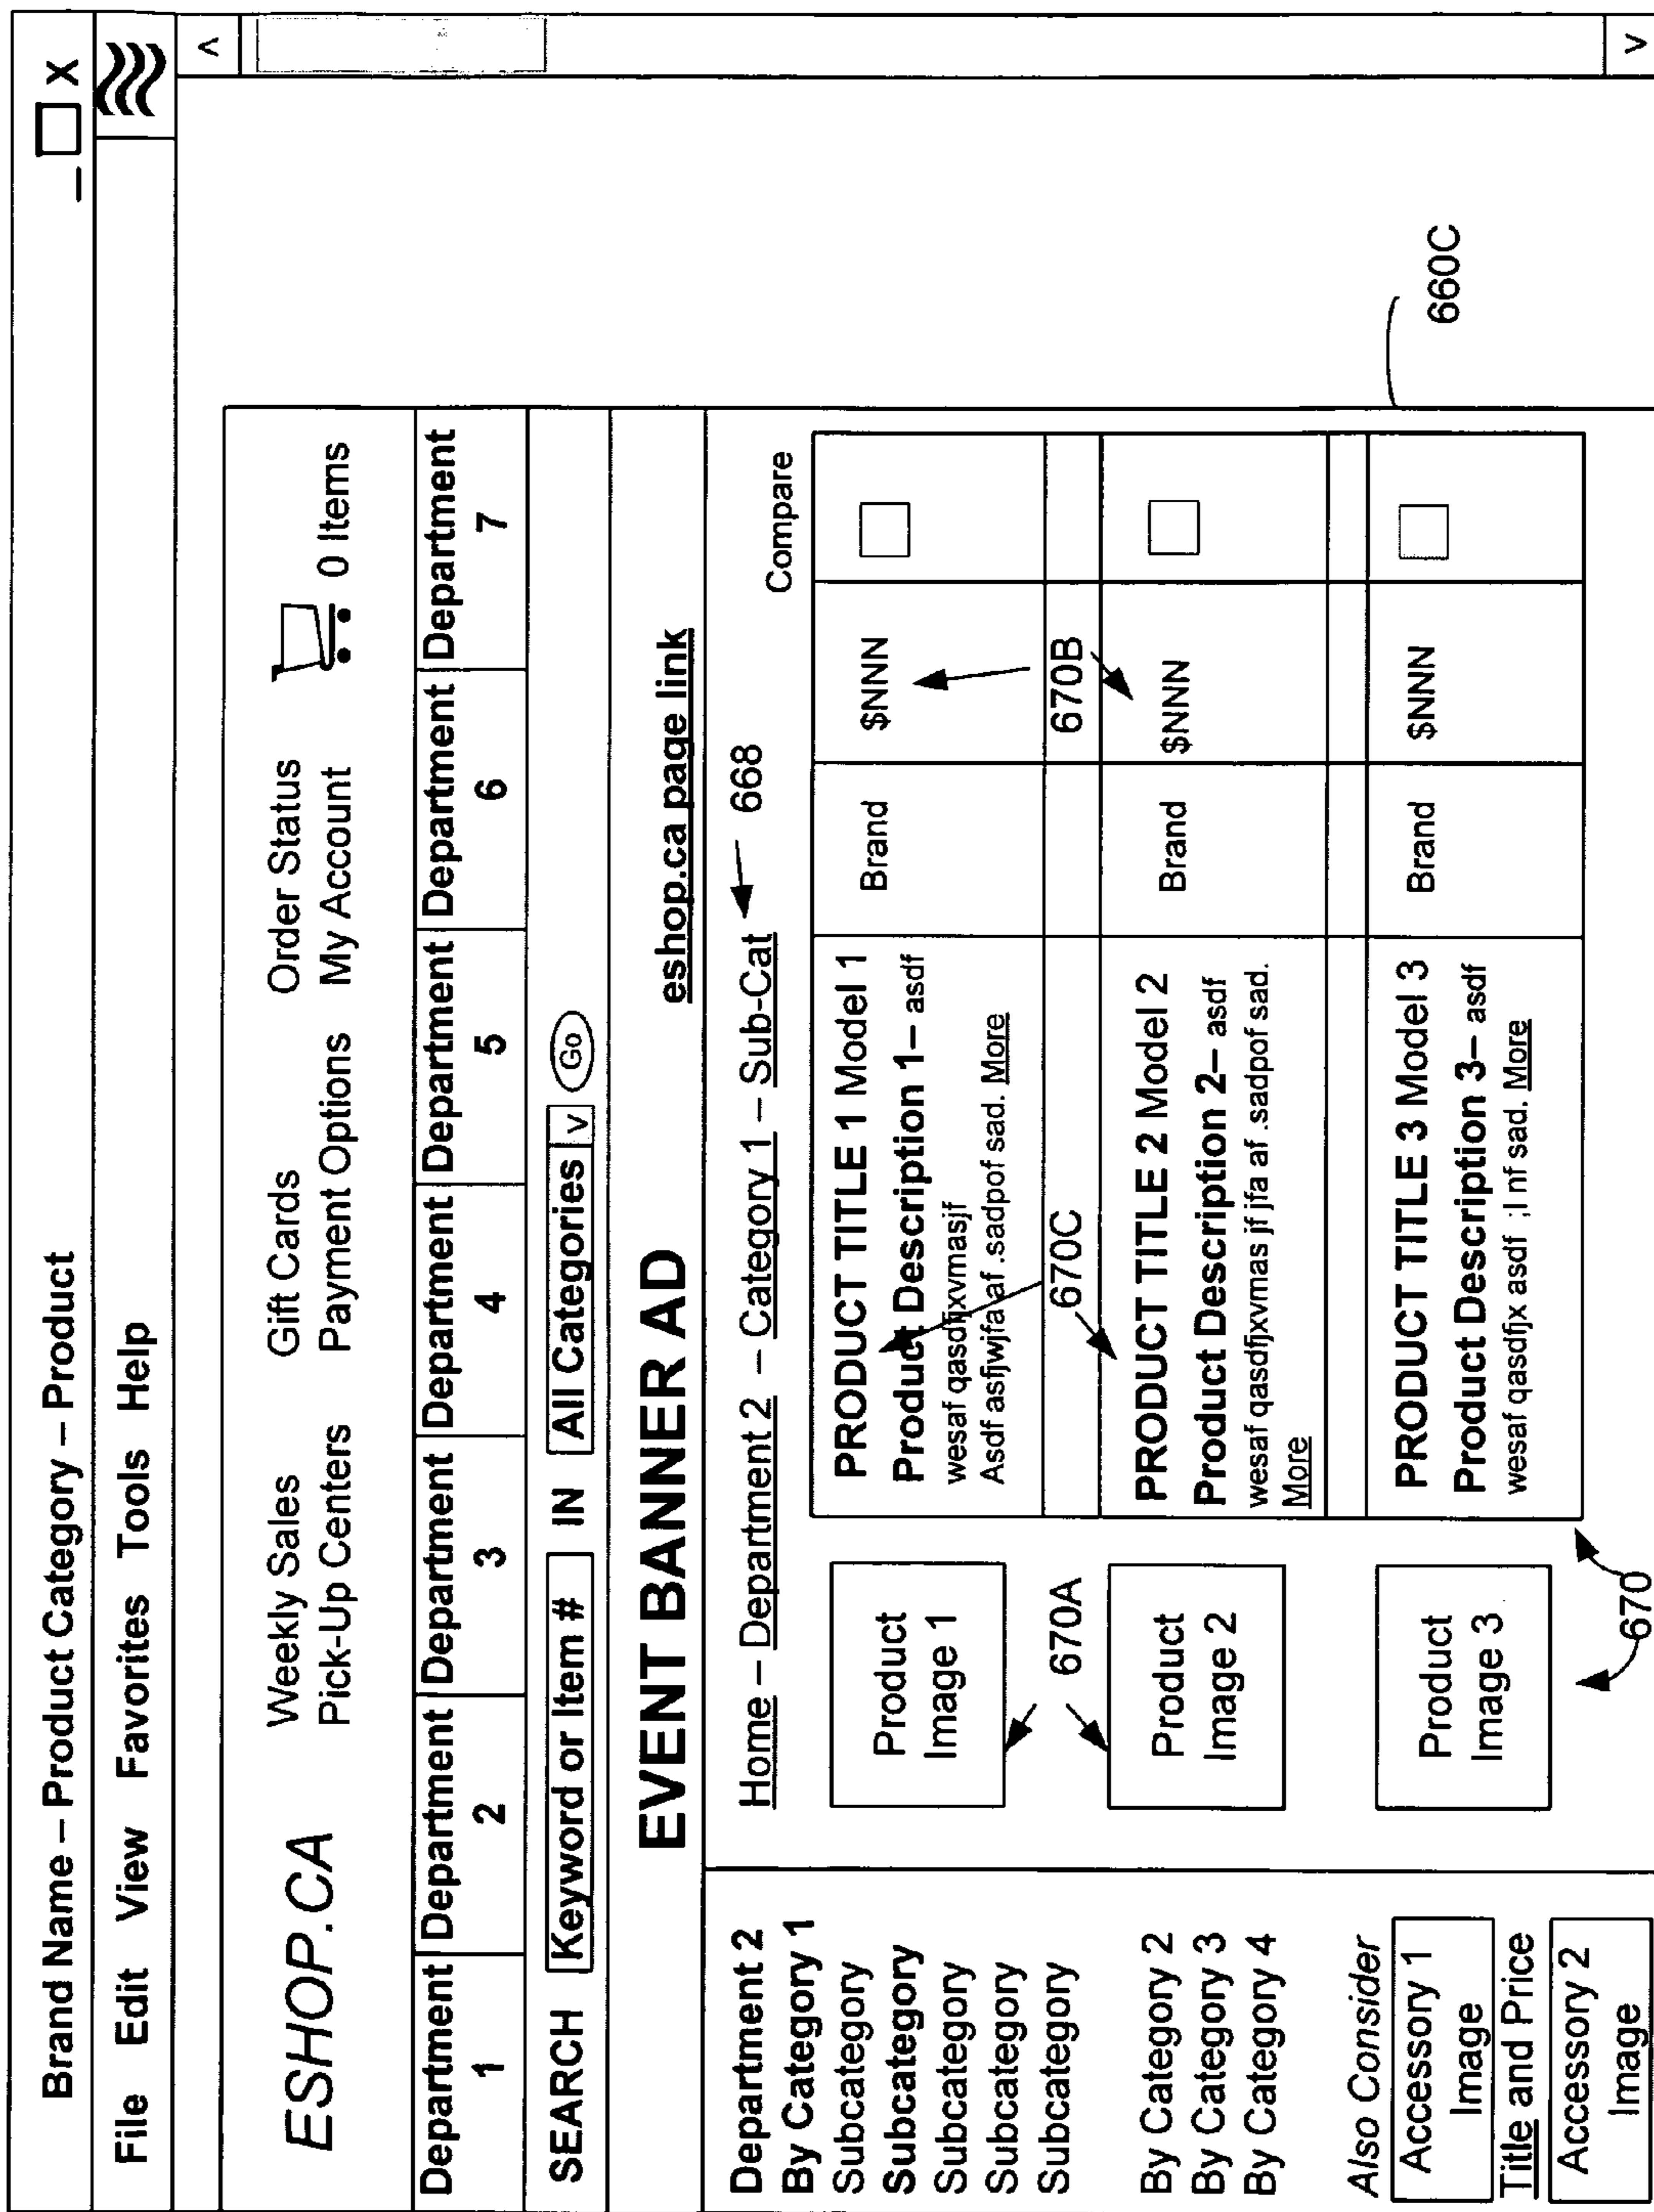 Brand Name – Product Category – Product
_ X
File Edit View Favorites Tools Help
ESHOP.CA
Weekly Sales Gift Cards Order Status
Pick-Up Centers Payment Options My Account
0 Items
Department 1
Department 2
Department 3
Department 4
Department 5
Department 6
Department 7
SEARCH Keyword or Item # IN All Categories v Go
EVENT BANNER AD eshop.ca page link
Home – Department 2 – Category 1 – Sub-Cat 668
Compare
Department 2
By Category 1
Subcategory
Subcategory
Subcategory
Subcategory
Subcategory
By Category 2
By Category 3
By Category 4
Also Consider
Accessory 1
Image
Title and Price
Accessory 2
Image
Product
Image 1
PRODUCT TITLE 1 Model 1
Product Description 1– asdf
wesaf qasdfjxvmasjf
Asdf asfjwjfa af .sadpof sad. More
Brand
$NNN
670A
670C
670B
Product
Image 2
PRODUCT TITLE 2 Model 2
Product Description 2– asdf
wesaf qasdfjxvmas jf jfa af .sadpof sad.
More
Brand
$NNN
Product
Image 3
PRODUCT TITLE 3 Model 3
Product Description 3– asdf
wesaf qasdfjx asdf ;l nf sad. More
Brand
$NNN
670
660C